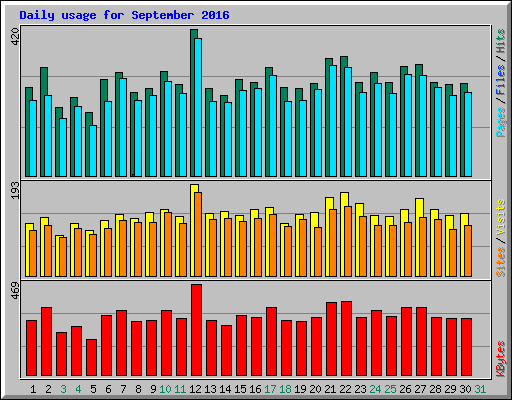 Daily usage for September 2016
420
Pages / Files / Hits
193
Sites / Visits
469
KBytes
1 2 3 4 5 6 7 8 9 10 11 12 13 14 15 16 17 18 19 20 21 22 23 24 25 26 27 28 29 30 31